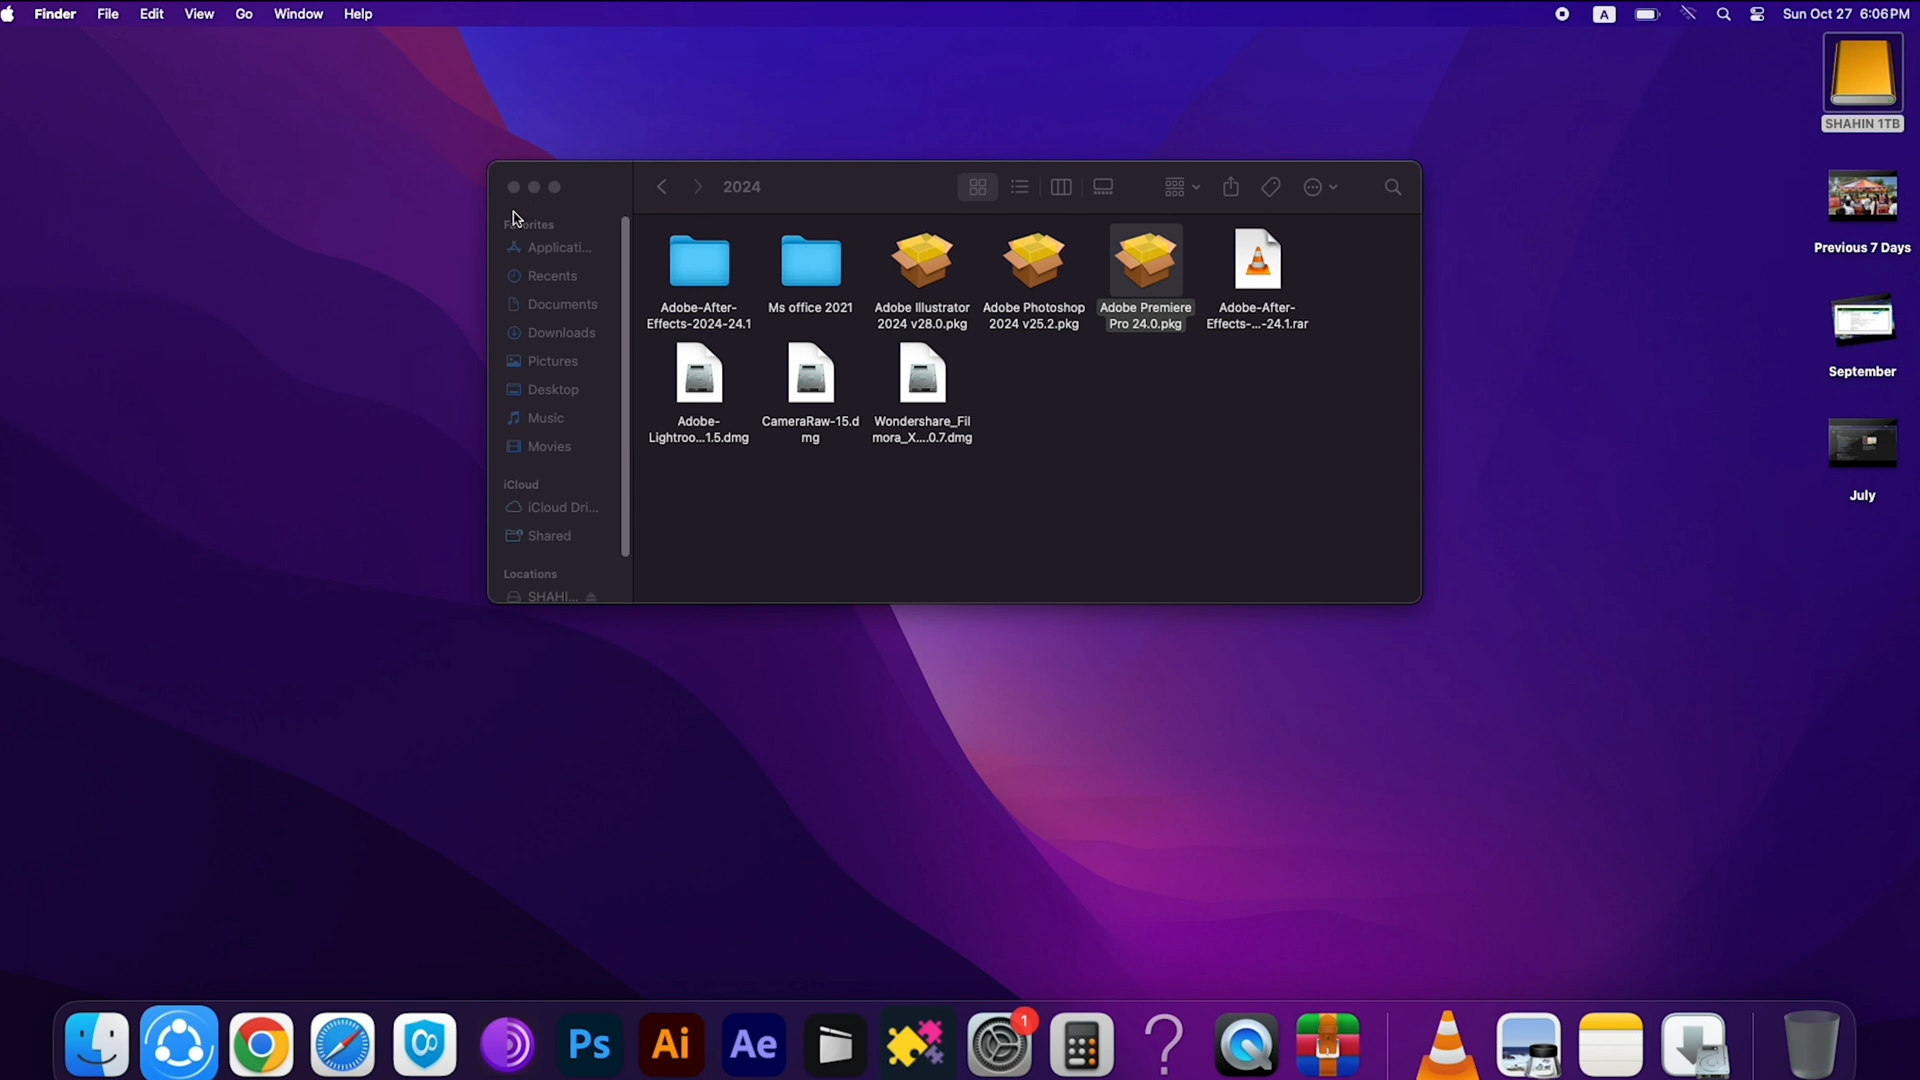 Finder File Edit View Go Window Help
A Sun Oct 27 6:06 PM
2024
Favorites
Applicati...
Recents
Documents
Downloads
Pictures
Desktop
Music
Movies
iCloud
iCloud Dri...
Shared
Locations
SHAHI...
Adobe-After-
Effects-2024-24.1
Ms office 2021
Adobe Illustrator
2024 v28.0.pkg
Adobe Photoshop
2024 v25.2.pkg
Adobe Premiere
Pro 24.0.pkg
Adobe-After-
Effects-...-24.1.rar
Adobe-
Lightroo...1.5.dmg
CameraRaw-15.d
mg
Wondershare_Fil
mora_X....0.7.dmg
SHAHIN 1TB
Previous 7 Days
September
July
Ps Ai Ae 1